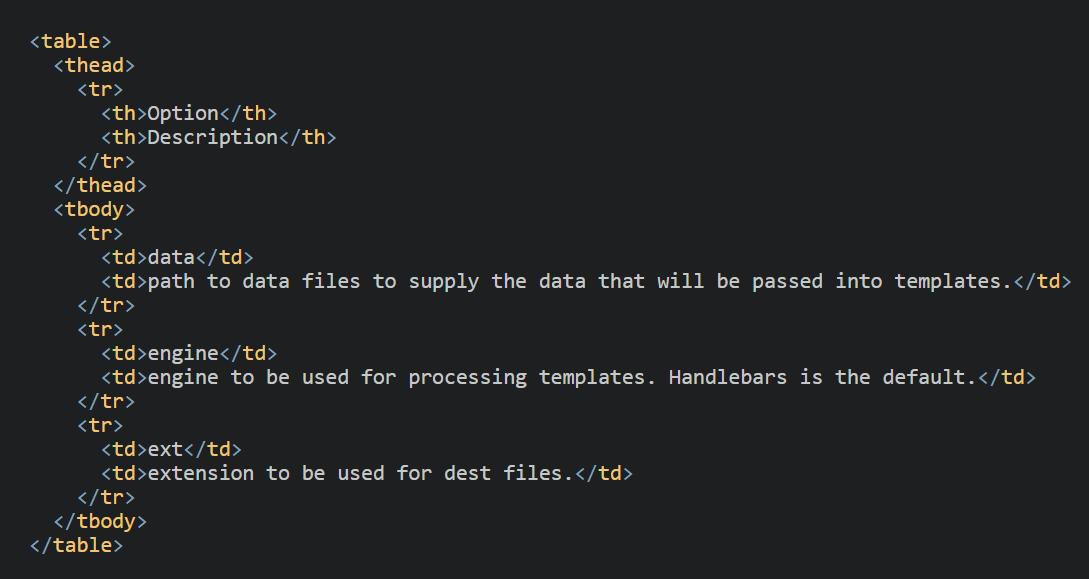 <table>
  <thead>
    <tr>
      <th>Option</th>
      <th>Description</th>
    </tr>
  </thead>
  <tbody>
    <tr>
      <td>data</td>
      <td>path to data files to supply the data that will be passed into templates.</td>
    </tr>
    <tr>
      <td>engine</td>
      <td>engine to be used for processing templates. Handlebars is the default.</td>
    </tr>
    <tr>
      <td>ext</td>
      <td>extension to be used for dest files.</td>
    </tr>
  </tbody>
</table>